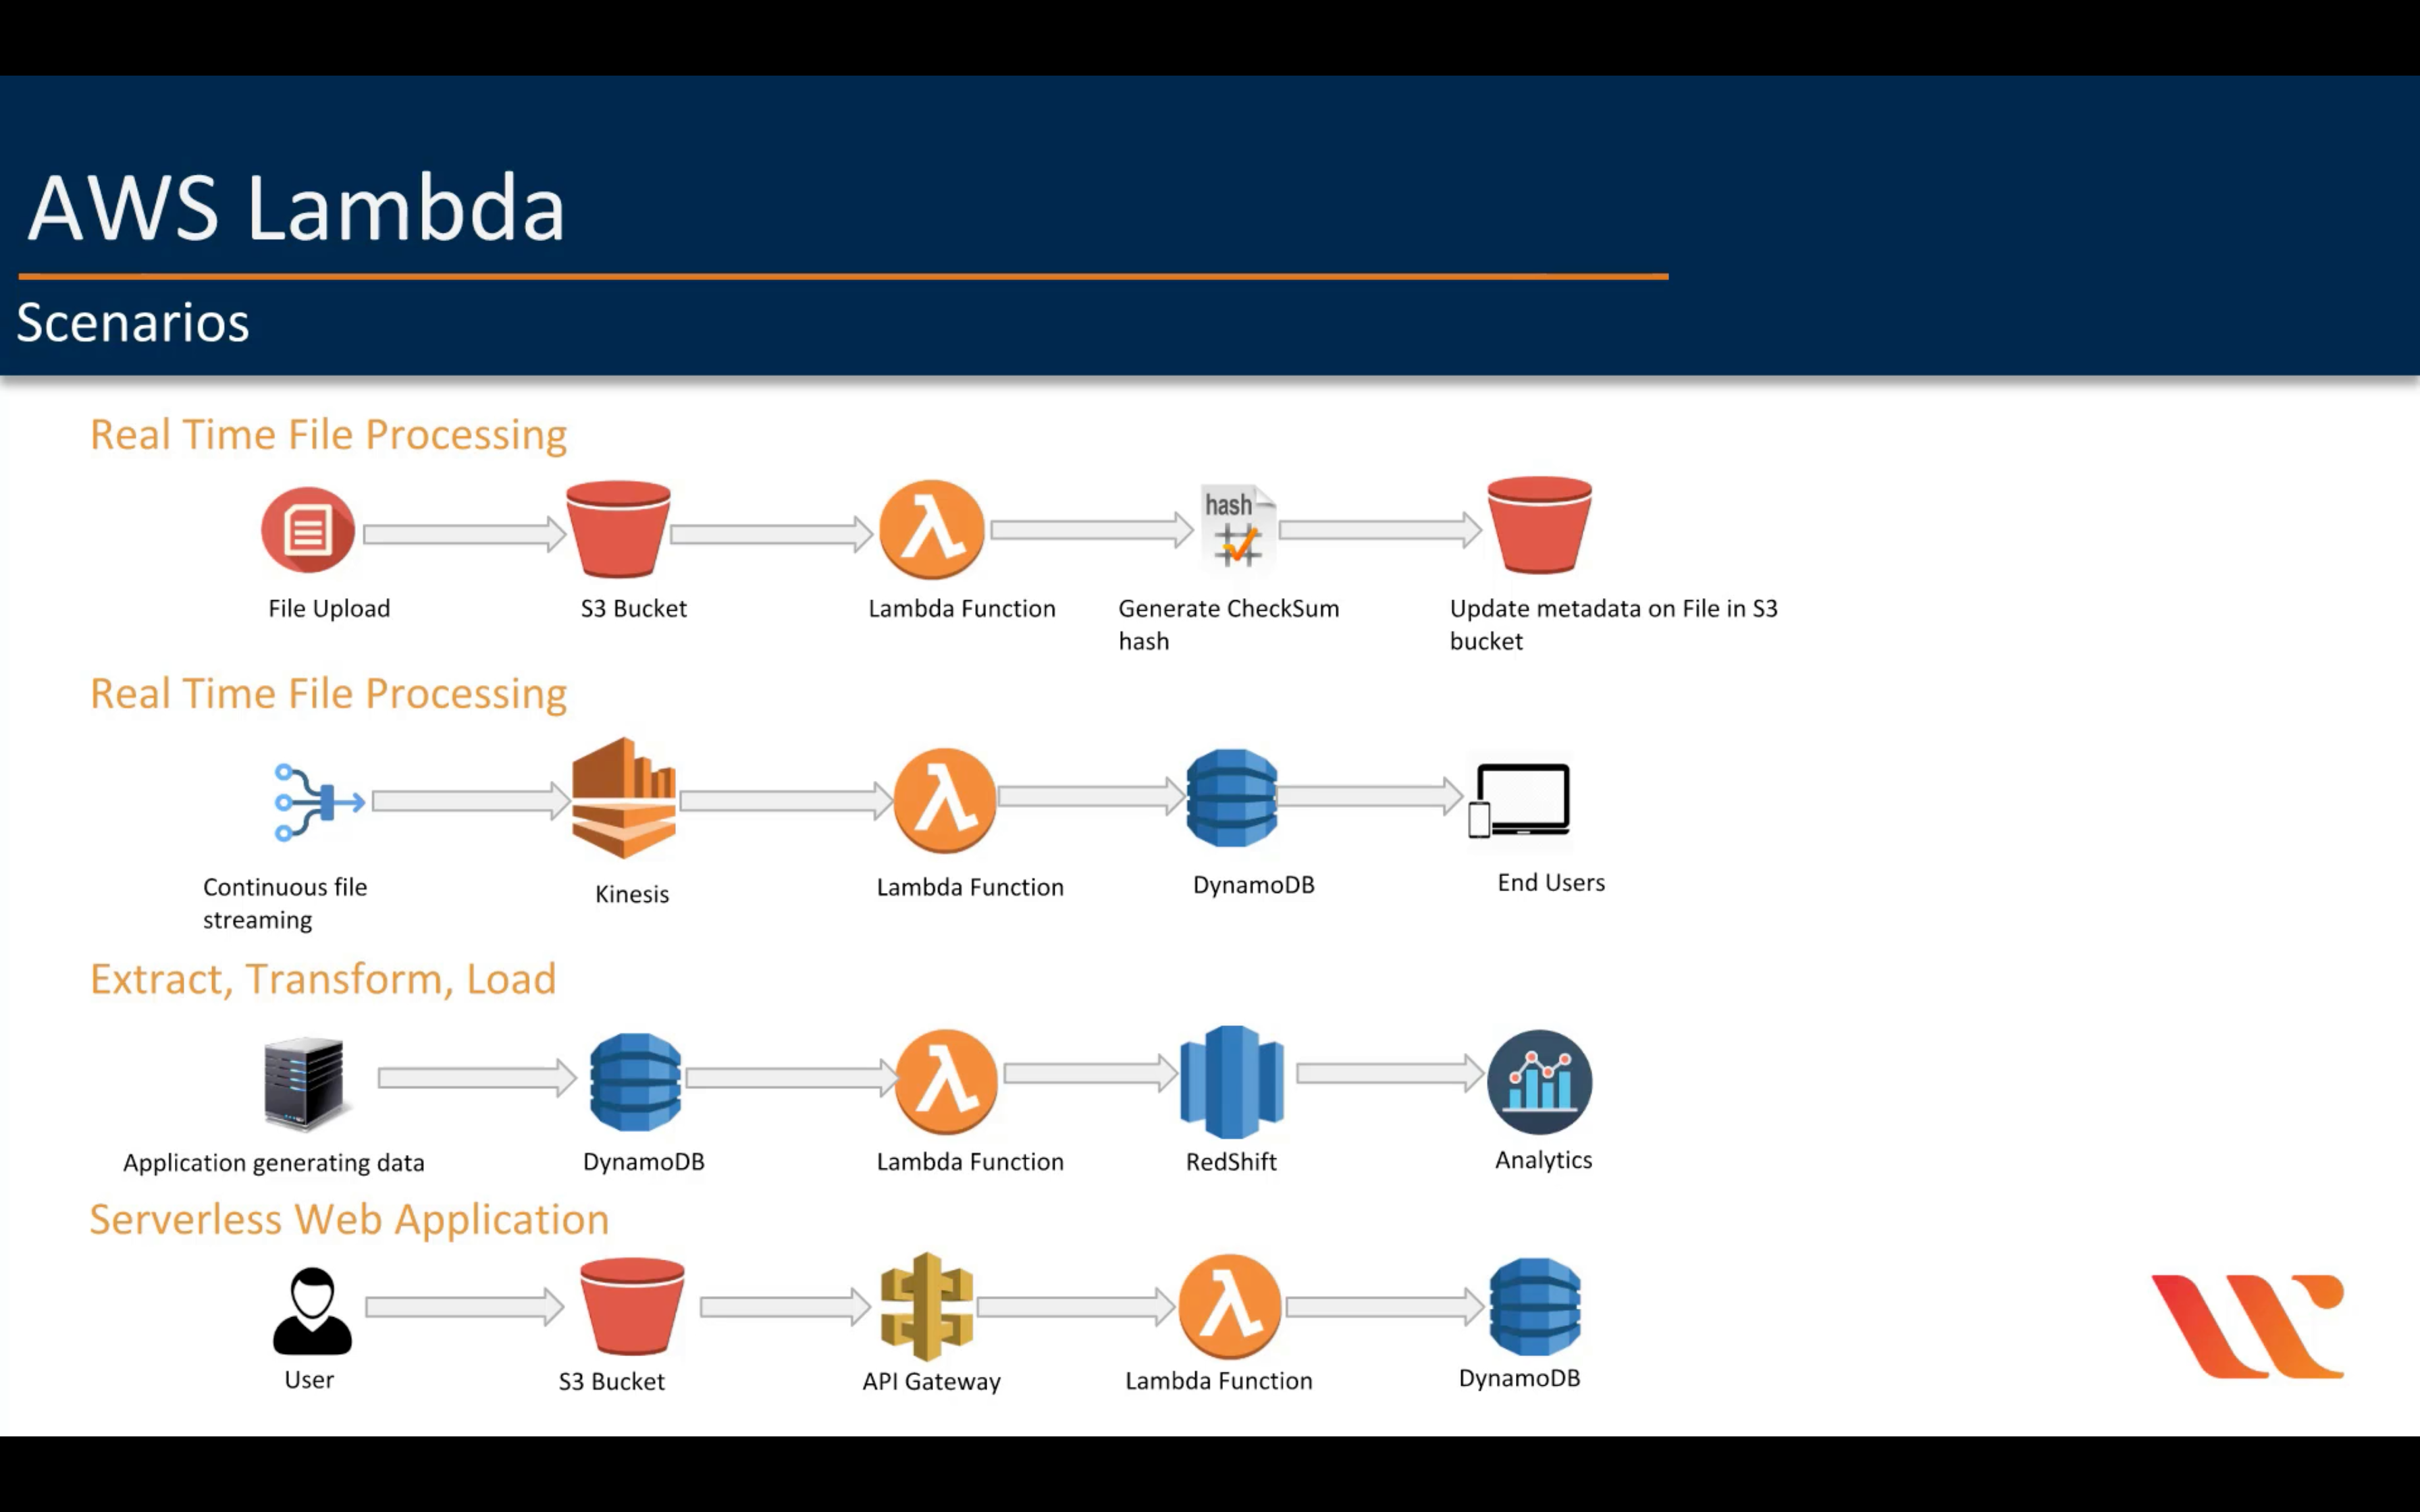 AWS Lambda
Scenarios
Real Time File Processing
hash
File Upload
S3 Bucket
Lambda Function
Generate CheckSum
hash
Update metadata on File in S3
bucket
Real Time File Processing
Continuous file
streaming
Kinesis
Lambda Function
DynamoDB
End Users
Extract, Transform, Load
Application generating data
DynamoDB
Lambda Function
RedShift
Analytics
Serverless Web Application
User
S3 Bucket
API Gateway
Lambda Function
DynamoDB